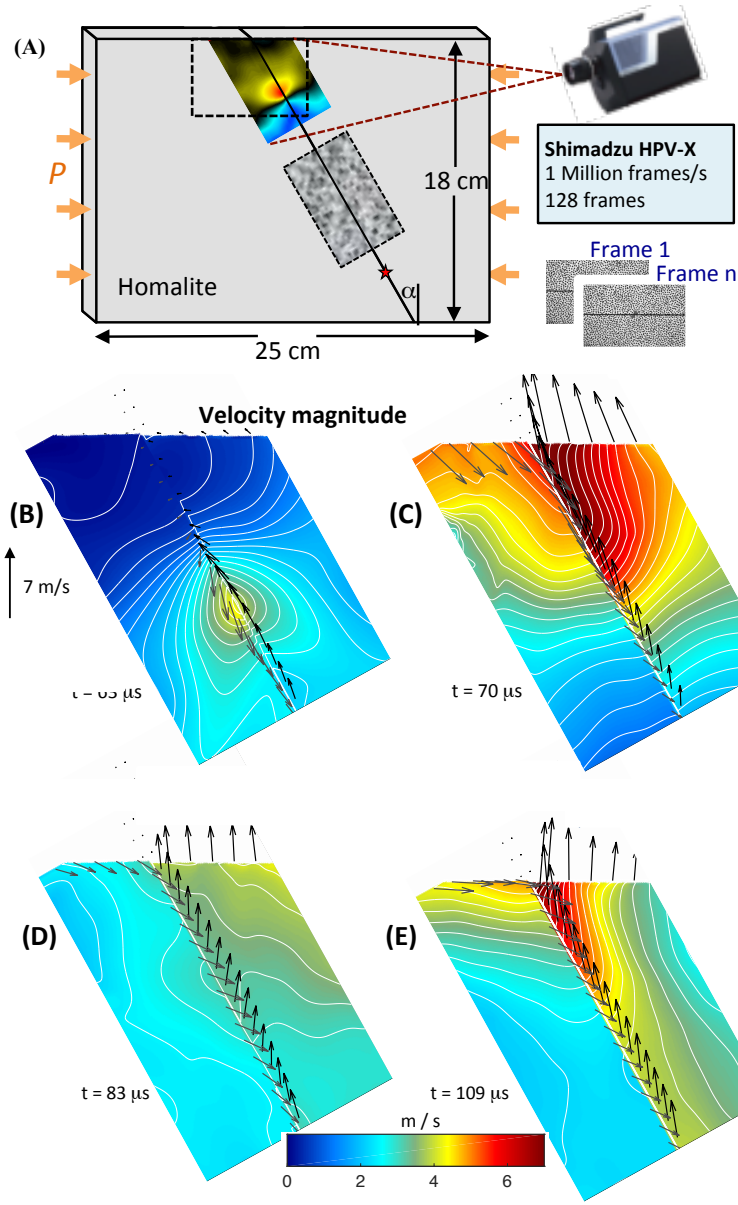 (A)
P
Homalite
18 cm
α
25 cm
Shimadzu HPV-X
1 Million frames/s
128 frames
Frame 1
Frame n
Velocity magnitude
(B)
7 m/s
(C)
t = 70 μs
(D)
t = 83 μs
(E)
t = 109 μs
m / s
0 2 4 6